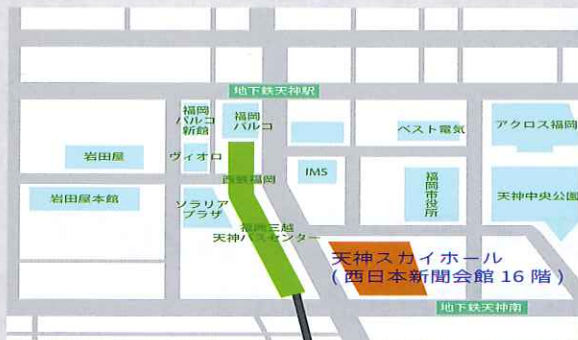 地下鉄天神駅
福岡
パルコ
新館
福岡
パルコ
ベスト電気
アクロス福岡
岩田屋
ヴィオロ
西鉄福岡
IMS
福岡市役所
岩田屋本館
ソラリア
プラザ
天神中央公園
福岡三越
天神バスセンター
天神スカイホール
(西日本新聞会館 16 階)
地下鉄天神南